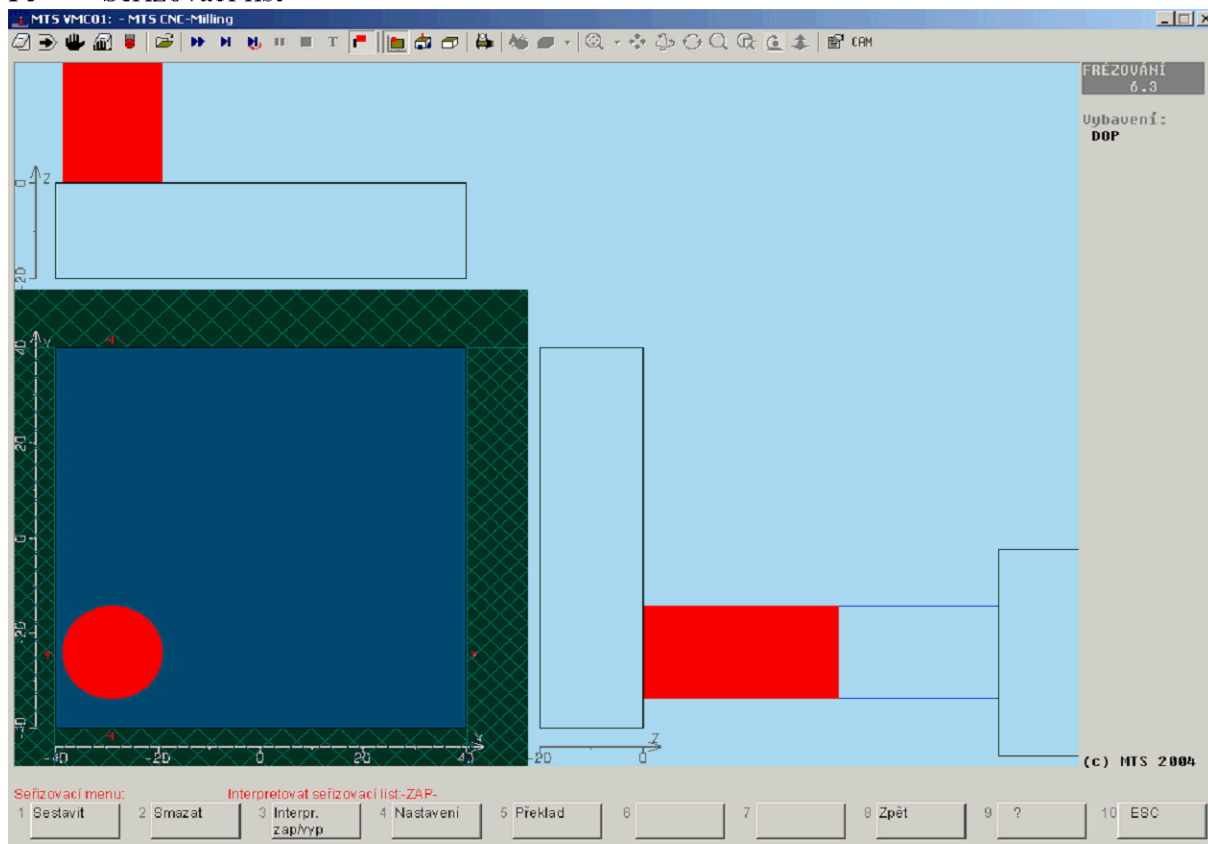 MTS VMC01: - MTS CNC-Milling
T CAM
FRÉZOVÁNÍ
6.3
Vybavení:
DOP
Z
0
-20
Y
40
20
0
-20
-40
X
-40 -20 0 20 40
Z
-20 0
(c) MTS 2004
Seřizovací menu: Interpretovat seřizovací list:-ZAP-
1 Sestavit 2 Smazat 3 Interpr. zap/vyp 4 Nastavení 5 Překlad 6 7 8 Zpět 9 ? 10 ESC